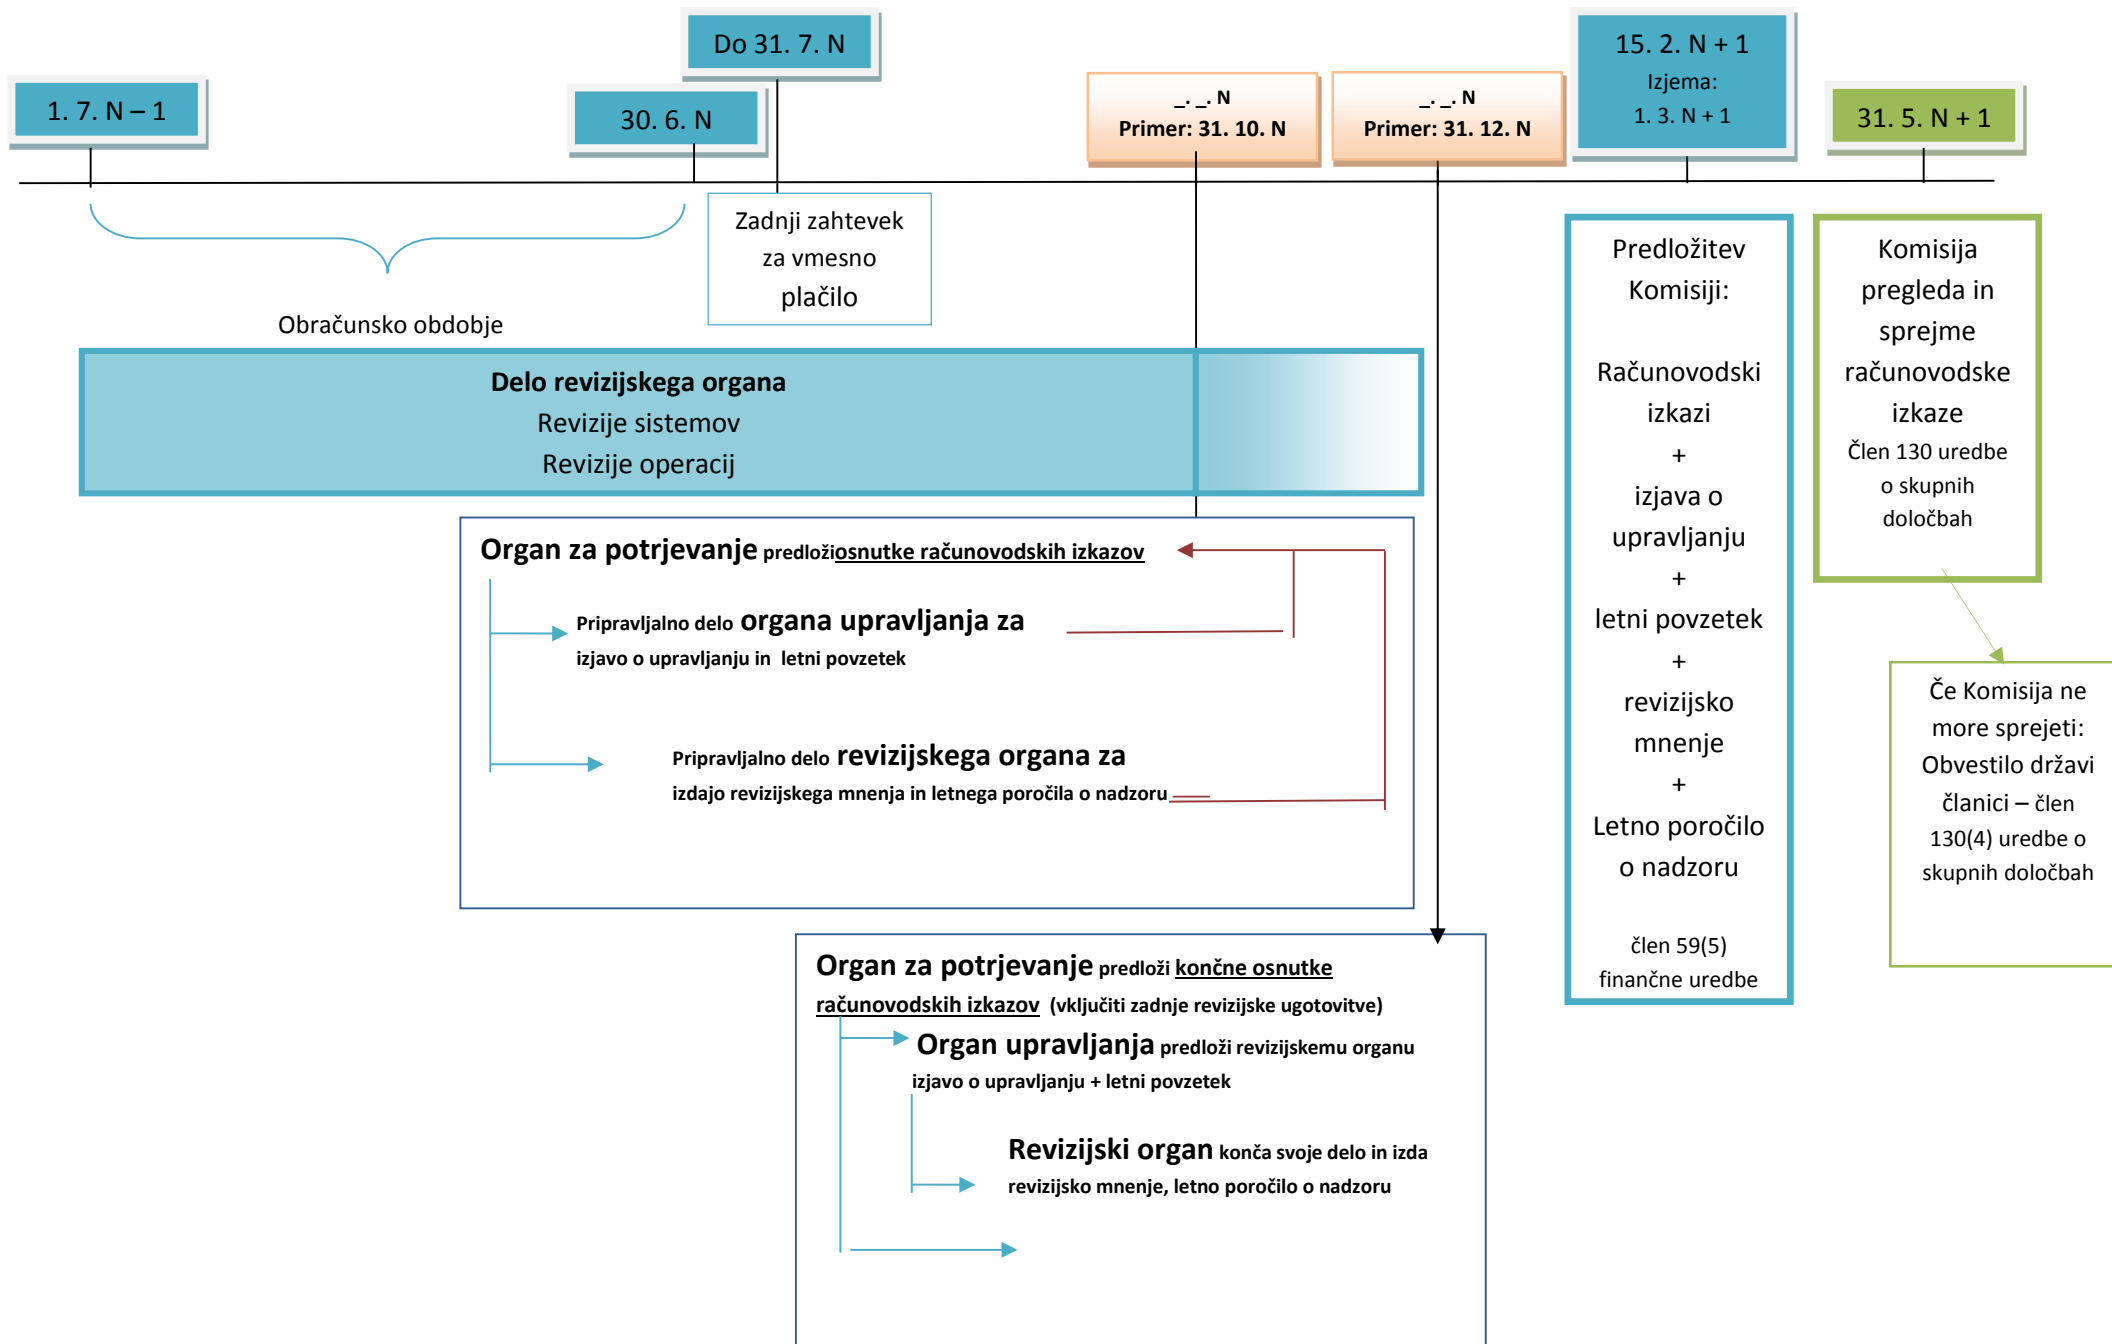 Do 31. 7. N
15. 2. N + 1
Izjema:
1. 3. N + 1
1. 7. N – 1
30. 6. N
_. _. N
Primer: 31. 10. N
_. _. N
Primer: 31. 12. N
31. 5. N + 1
Zadnji zahtevek
za vmesno
plačilo
Obračunsko obdobje
Delo revizijskega organa
Revizije sistemov
Revizije operacij
Organ za potrjevanje predložiosnutke računovodskih izkazov
Pripravljalno delo organa upravljanja za
izjavo o upravljanju in letni povzetek
Pripravljalno delo revizijskega organa za
izdajo revizijskega mnenja in letnega poročila o nadzoru
Organ za potrjevanje predloži končne osnutke
računovodskih izkazov (vključiti zadnje revizijske ugotovitve)
Organ upravljanja predloži revizijskemu organu
izjavo o upravljanju + letni povzetek
Revizijski organ konča svoje delo in izda
revizijsko mnenje, letno poročilo o nadzoru
Predložitev
Komisiji:
Računovodski
izkazi
+
izjava o
upravljanju
+
letni povzetek
+
revizijsko
mnenje
+
Letno poročilo
o nadzoru
člen 59(5)
finančne uredbe
Komisija
pregleda in
sprejme
računovodske
izkaze
Člen 130 uredbe
o skupnih
določbah
Če Komisija ne
more sprejeti:
Obvestilo državi
članici – člen
130(4) uredbe o
skupnih določbah